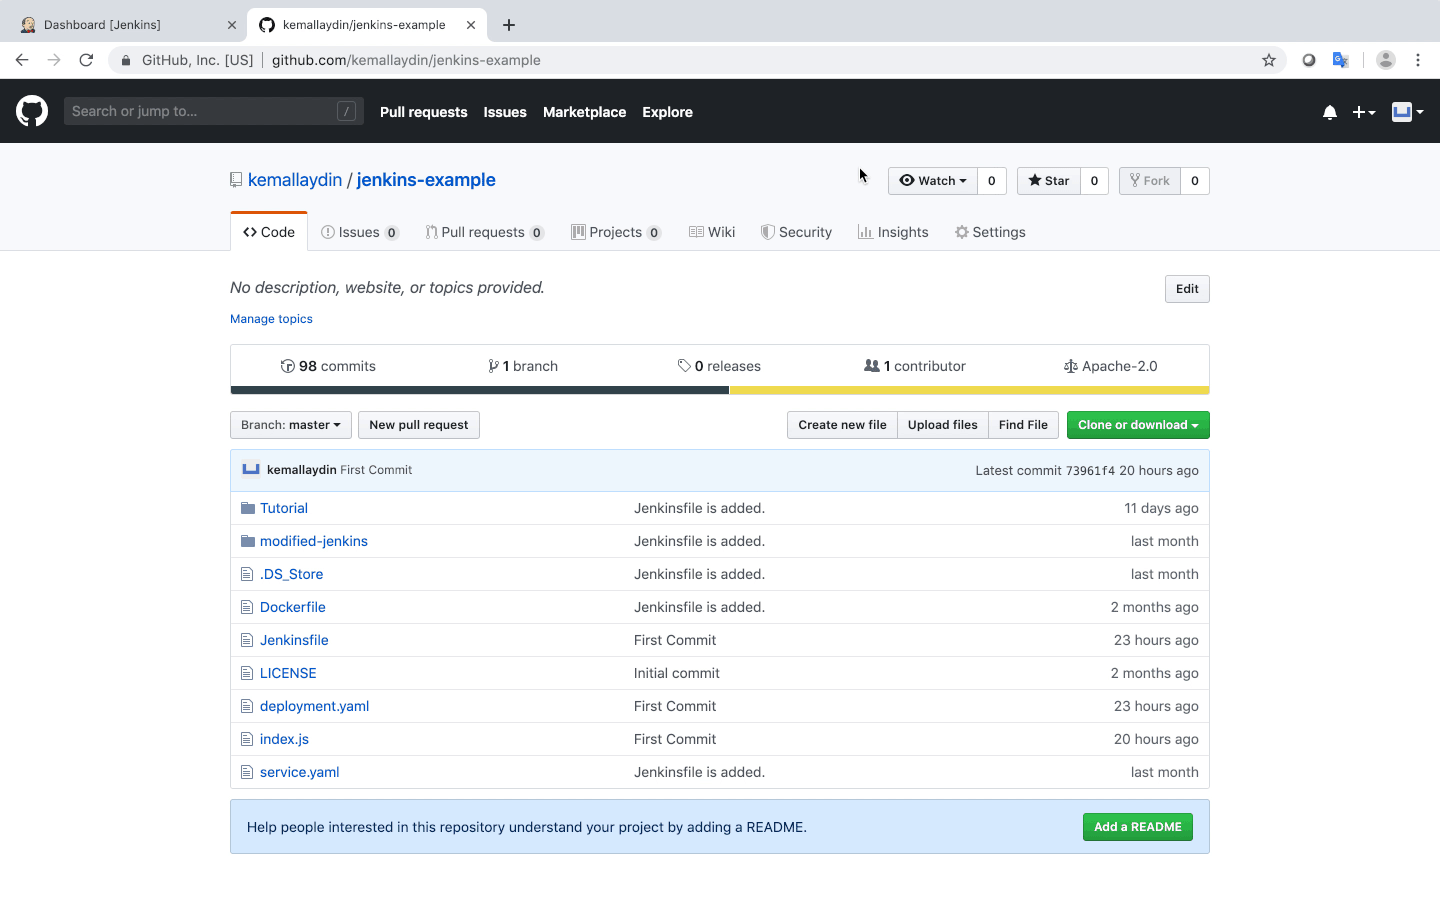 Dashboard [Jenkins]
kemallaydin/jenkins-example
GitHub, Inc. [US] | github.com/kemallaydin/jenkins-example
Search or jump to... /
Pull requests Issues Marketplace Explore
kemallaydin / jenkins-example
Watch 0 Star 0 Fork 0
Code Issues 0 Pull requests 0 Projects 0 Wiki Security Insights Settings
No description, website, or topics provided.
Edit
Manage topics
98 commits 1 branch 0 releases 1 contributor Apache-2.0
Branch: master New pull request Create new file Upload files Find File Clone or download
kemallaydin First Commit Latest commit 73961f4 20 hours ago
Tutorial Jenkinsfile is added. 11 days ago
modified-jenkins Jenkinsfile is added. last month
.DS_Store Jenkinsfile is added. last month
Dockerfile Jenkinsfile is added. 2 months ago
Jenkinsfile First Commit 23 hours ago
LICENSE Initial commit 2 months ago
deployment.yaml First Commit 23 hours ago
index.js First Commit 20 hours ago
service.yaml Jenkinsfile is added. last month
Help people interested in this repository understand your project by adding a README.
Add a README